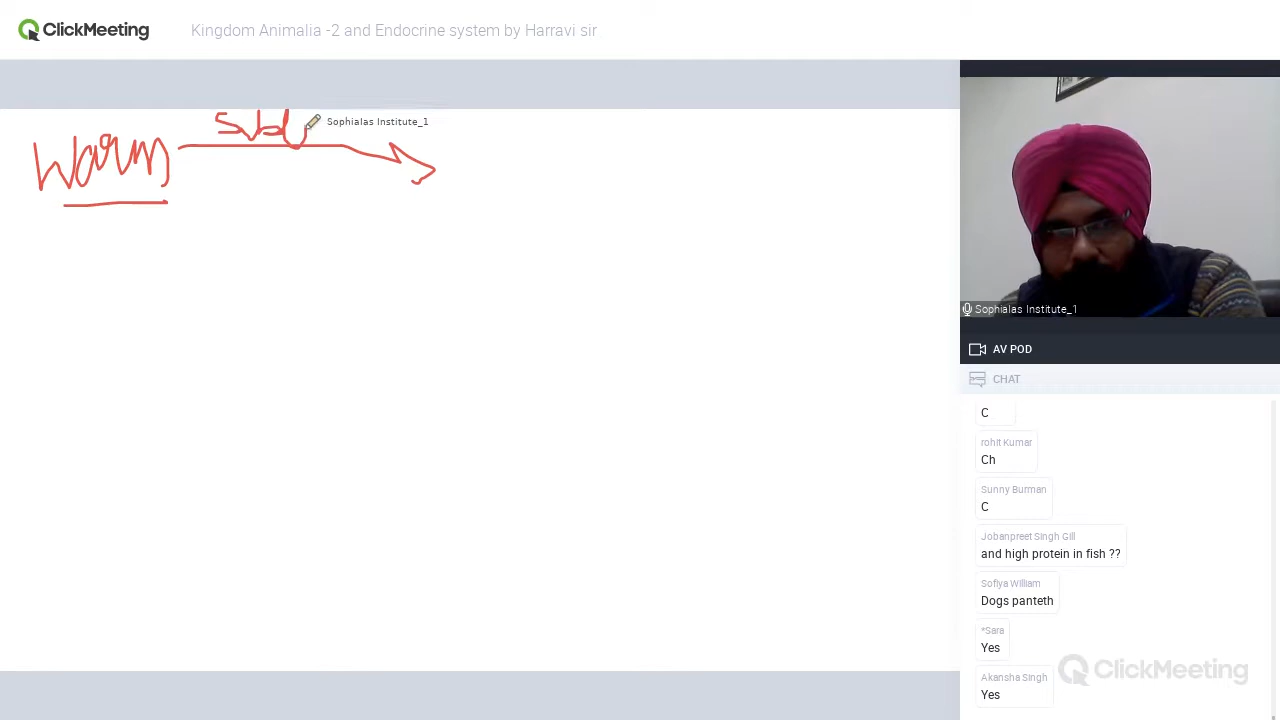 ClickMeeting
Kingdom Animalia -2 and Endocrine system by Harravi sir
Warm
Sophialas Institute_1
Sophialas Institute_1
AV POD
CHAT
C
rohit Kumar
Ch
Sunny Burman
C
Jobanpreet Singh Gill
and high protein in fish ??
Sofiya William
Dogs panteth
*Sara
Yes
Akansha Singh
Yes
ClickMeeting